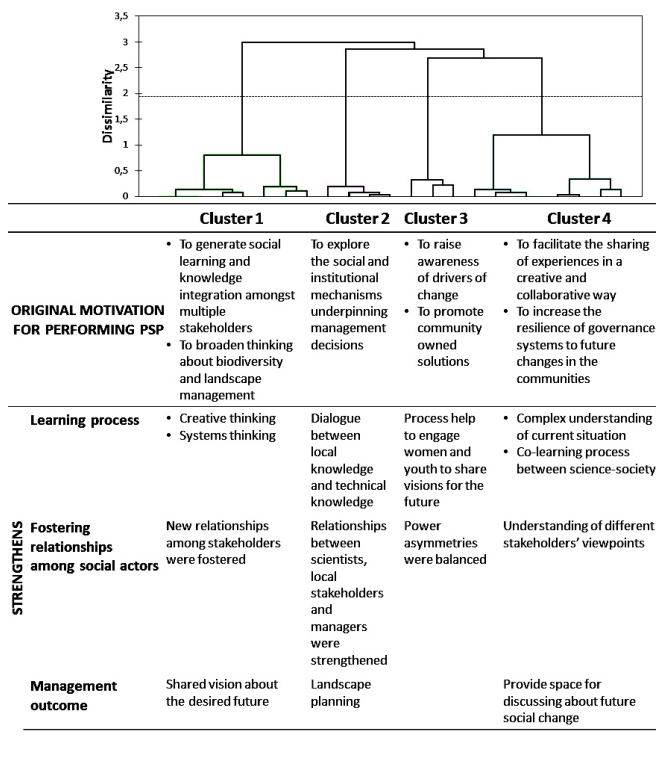 3,5
3
2,5
2
1,5
1
0,5
0
Dissimilarity
Cluster 1 Cluster 2 Cluster 3 Cluster 4
ORIGINAL MOTIVATION
FOR PERFORMING PSP
• To generate social
learning and
knowledge
integration amongst
multiple
stakeholders
• To broaden thinking
about biodiversity
and landscape
management
To explore
the social and
institutional
mechanisms
underpinning
management
decisions
• To raise
awareness
of drivers of
change
• To promote
community
owned
solutions
• To facilitate the sharing
of experiences in a
creative and
collaborative way
• To increase the
resilience of governance
systems to future
changes in the
communities
STRENGTHENS
Learning process
• Creative thinking
• Systems thinking
Dialogue
between
local
knowledge
and technical
knowledge
Process help
to engage
women and
youth to share
visions for the
future
• Complex understanding
of current situation
• Co-learning process
between science-society
Fostering
relationships
among social actors
New relationships
among stakeholders
were fostered
Relationships
between
scientists,
local
stakeholders
and
managers
were
strengthened
Power
asymmetries
were balanced
Understanding of different
stakeholders' viewpoints
Management
outcome
Shared vision about
the desired future
Landscape
planning
Provide space for
discussing about future
social change